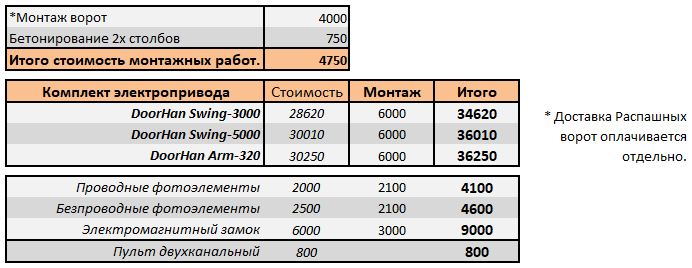 *Монтаж ворот 4000
Бетонирование 2х столбов 750
Итого стоимость монтажных работ. 4750
Комплект электропривода Стоимость Монтаж Итого
DoorHan Swing-3000 28620 6000 34620
DoorHan Swing-5000 30010 6000 36010
DoorHan Arm-320 30250 6000 36250
* Доставка Распашных
ворот оплачивается
отдельно.
Проводные фотоэлементы 2000 2100 4100
Безпроводные фотоэлементы 2500 2100 4600
Электромагнитный замок 6000 3000 9000
Пульт двухканальный 800 800